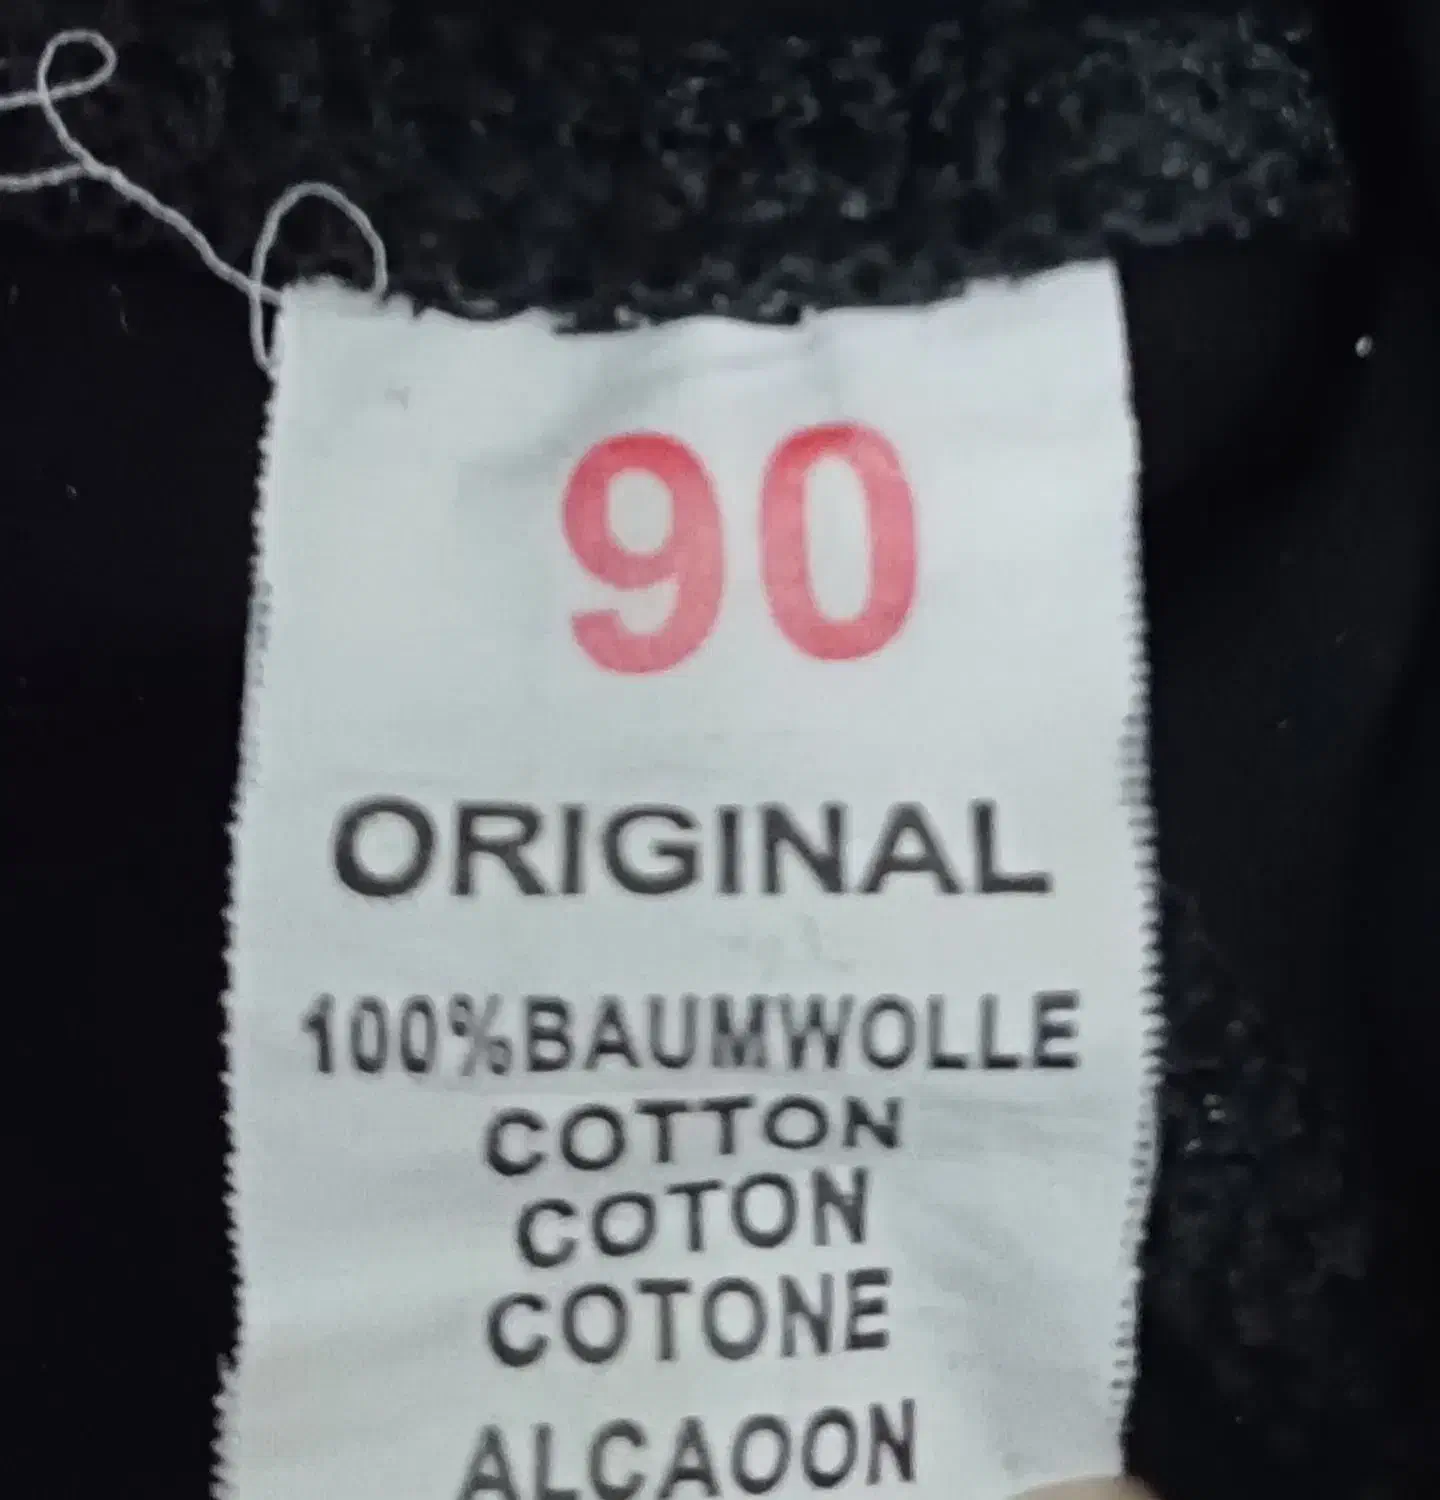 90
ORIGINAL
100%BAUMWOLLE
COTTON
COTON
COTONE
ALCAOON